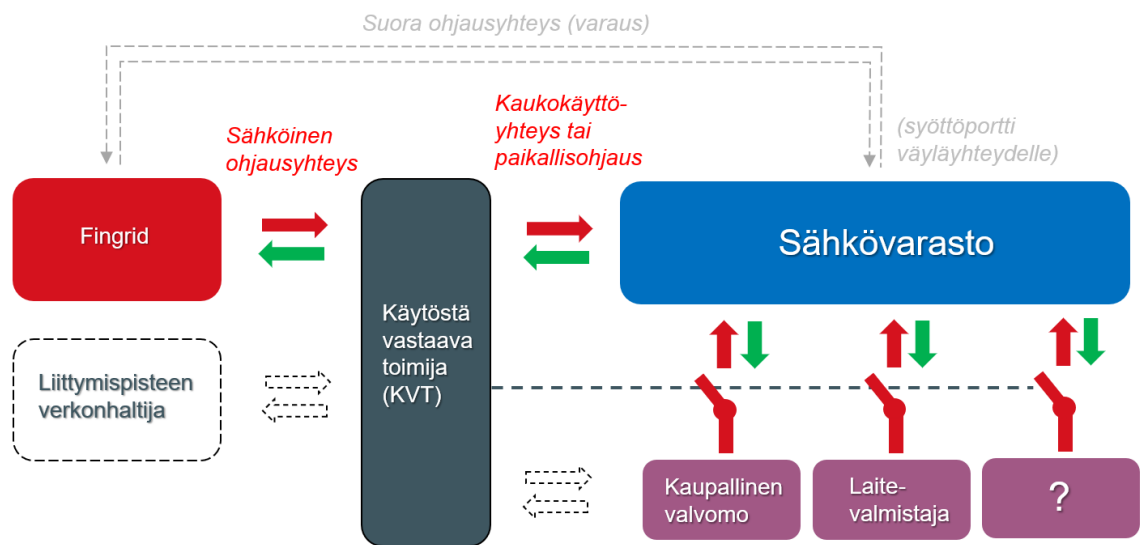 Suora ohjausyhteys (varaus)
Sähköinen
ohjausyhteys
Kaukokäyttö-
yhteys tai
paikallisohjaus
(syöttöportti
väyläyhteydelle)
Fingrid
Sähkövarasto
Käytöstä
vastaava
toimija
(KVT)
Liittymispisteen
verkonhaltija
Kaupallinen
valvomo
Laite-
valmistaja
?